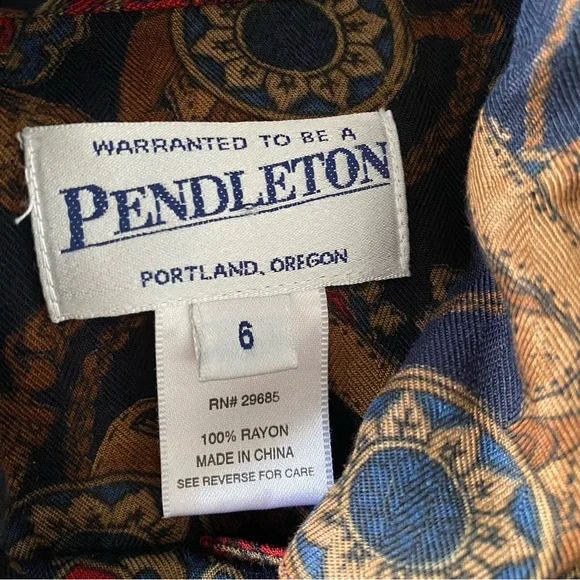 WARRANTED TO BE A
PENDLETON
PORTLAND, OREGON
6
RN# 29685
100% RAYON
MADE IN CHINA
SEE REVERSE FOR CARE